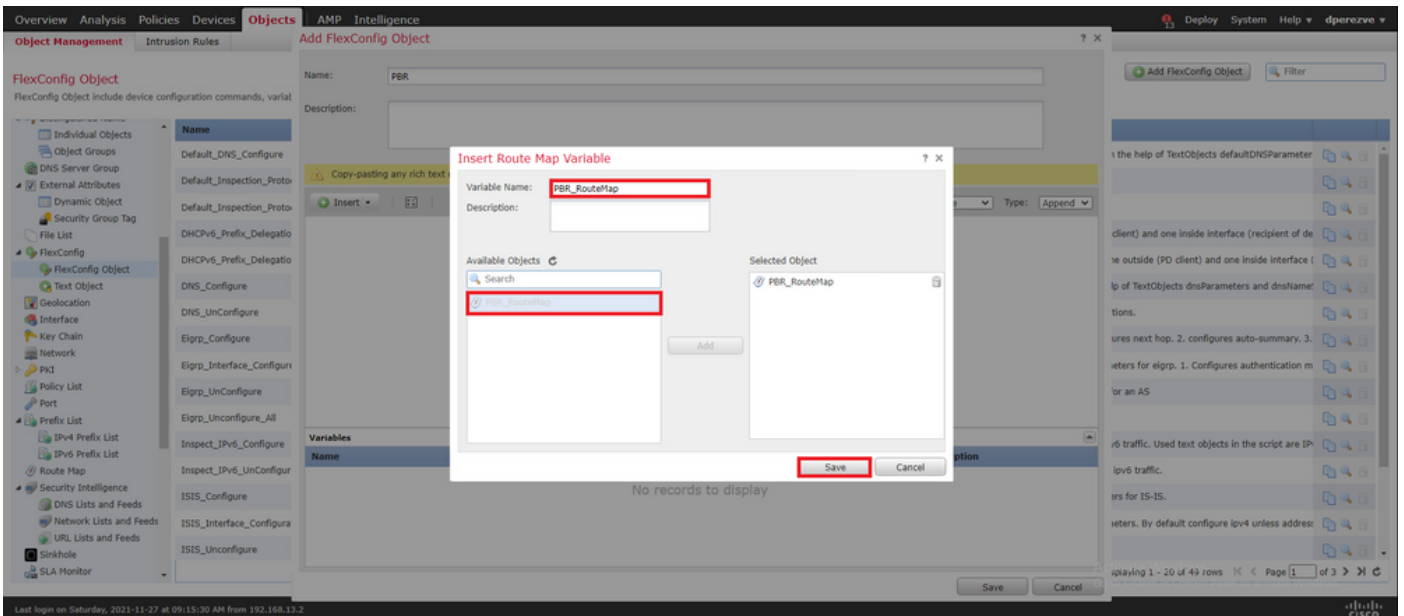 Overview Analysis Policies Devices Objects AMP Intelligence
13 Deploy System Help dperezve
Object Management Intrusion Rules
Add FlexConfig Object ? ×
FlexConfig Object
FlexConfig Object include device configuration commands, variat
Add FlexConfig Object Filter
Name: PBR
Description:
Individual Objects
Object Groups
DNS Server Group
External Attributes
Dynamic Object
Security Group Tag
File List
FlexConfig
FlexConfig Object
Text Object
Geolocation
Interface
Key Chain
Network
PKI
Policy List
Port
Prefix List
IPv4 Prefix List
IPv6 Prefix List
Route Map
Security Intelligence
DNS Lists and Feeds
Network Lists and Feeds
URL Lists and Feeds
Sinkhole
SLA Monitor
Name
Default_DNS_Configure
Default_Inspection_Proto
Default_Inspection_Proto
DHCPv6_Prefix_Delegatio
DHCPv6_Prefix_Delegatio
DNS_Configure
DNS_UnConfigure
Eigrp_Configure
Eigrp_Interface_Configure
Eigrp_UnConfigure
Eigrp_Unconfigure_All
Inspect_IPv6_Configure
Inspect_IPv6_UnConfigur
ISIS_Configure
ISIS_Interface_Configura
ISIS_Unconfigure
Copy-pasting any rich text
Insert
Type: Append
Insert Route Map Variable ? ×
Variable Name: PBR_RouteMap
Description:
Available Objects
Search
PBR_RouteMap
Add
Selected Object
PBR_RouteMap
Save Cancel
Variables
Name
ption
No records to display
Save Cancel
the help of TextObjects defaultDNSParameter
client) and one inside interface (recipient of de
e outside (PD client) and one inside interface (
lp of TextObjects dnsParameters and dnsName
tions.
ures next hop. 2. configures auto-summary. 3.
eters for eigrp. 1. Configures authentication m
for an AS
v6 traffic. Used text objects in the script are IP
ipv6 traffic.
ers for IS-IS.
eters. By default configure ipv4 unless address
splaying 1 - 20 of 49 rows Page 1 of 3
Last login on Saturday, 2021-11-27 at 09:15:30 AM from 192.168.13.2
CISCO